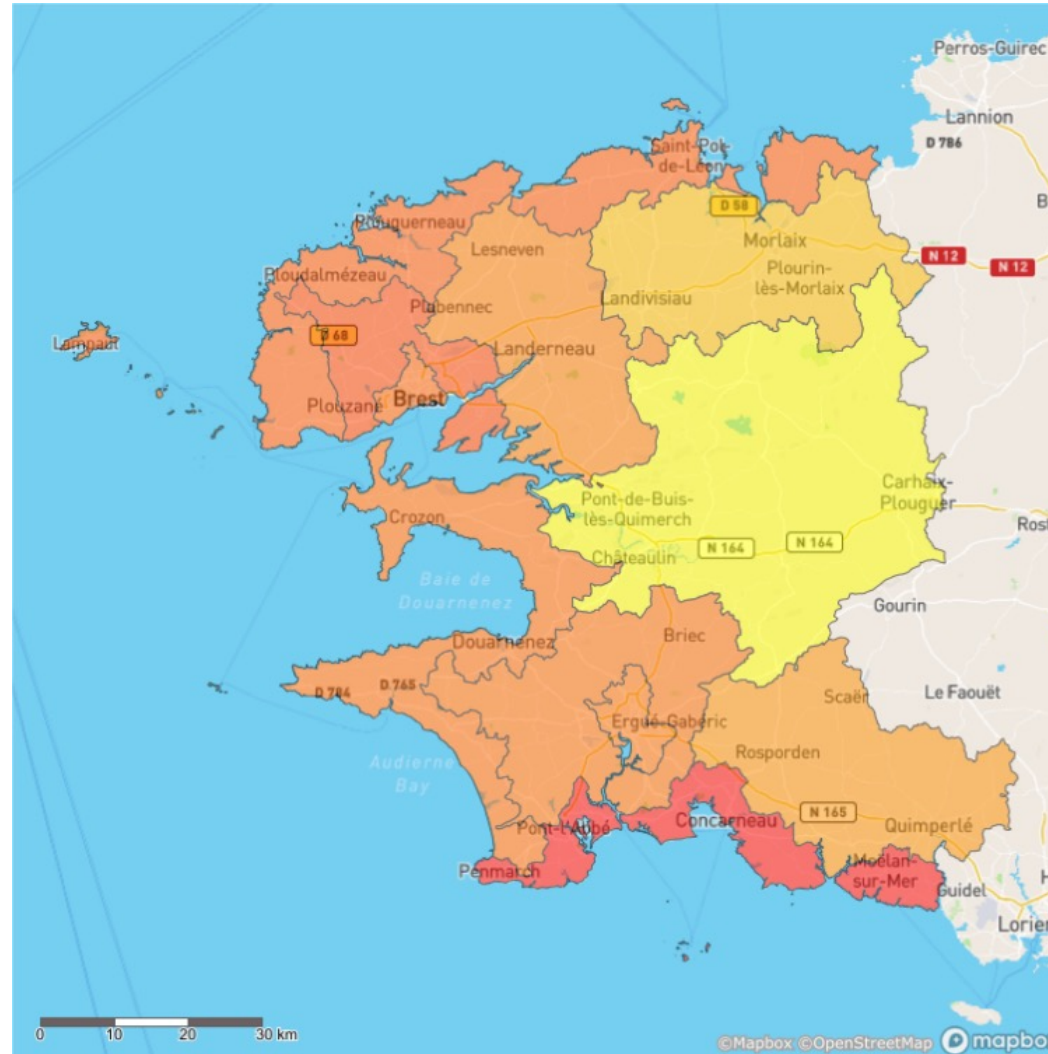 Perros-Guirec
Lannion
D 786
Saint-Pol-
de-Léon
D 58
Plouguerneau
Lesneven
Morlaix
N 12
N 12
Ploudalmézeau
Plourin-
lès-Morlaix
Landivisiau
Plabennec
Lampaul
D 68
Landerneau
Brest
Plouzané
Carhaix-
Plouguer
Pont-de-Buis-
lès-Quimerch
Crozon
Rost
N 164
N 164
Châteaulin
Baie de
Douarnenez
Gourin
Douarnenez
Briec
D 784
D 765
Scaër
Le Faouët
Ergué-Gabéric
Rosporden
Audierne
Bay
N 165
Concarneau
Quimperlé
Pont-l'Abbé
Penmarch
Moëlan-
sur-Mer
Guidel
Lorien
0 10 20 30 km
©Mapbox ©OpenStreetMap mapbo